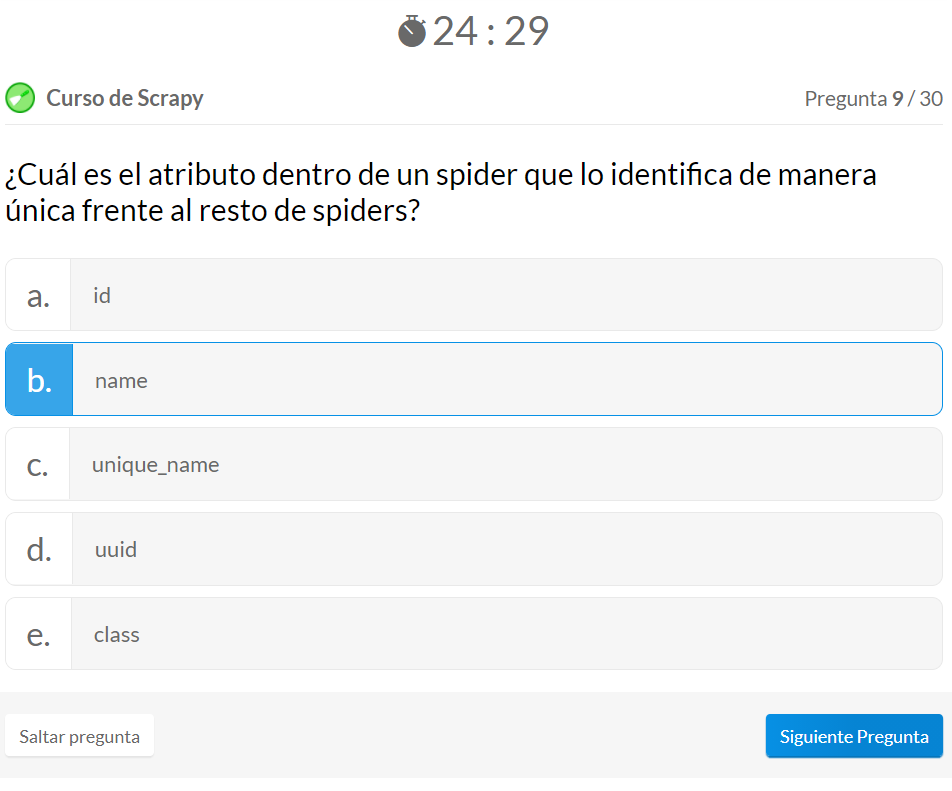 24 : 29
Curso de Scrapy
Pregunta 9 / 30
¿Cuál es el atributo dentro de un spider que lo identifica de manera
única frente al resto de spiders?
a. id
b. name
c. unique_name
d. uuid
e. class
Saltar pregunta
Siguiente Pregunta